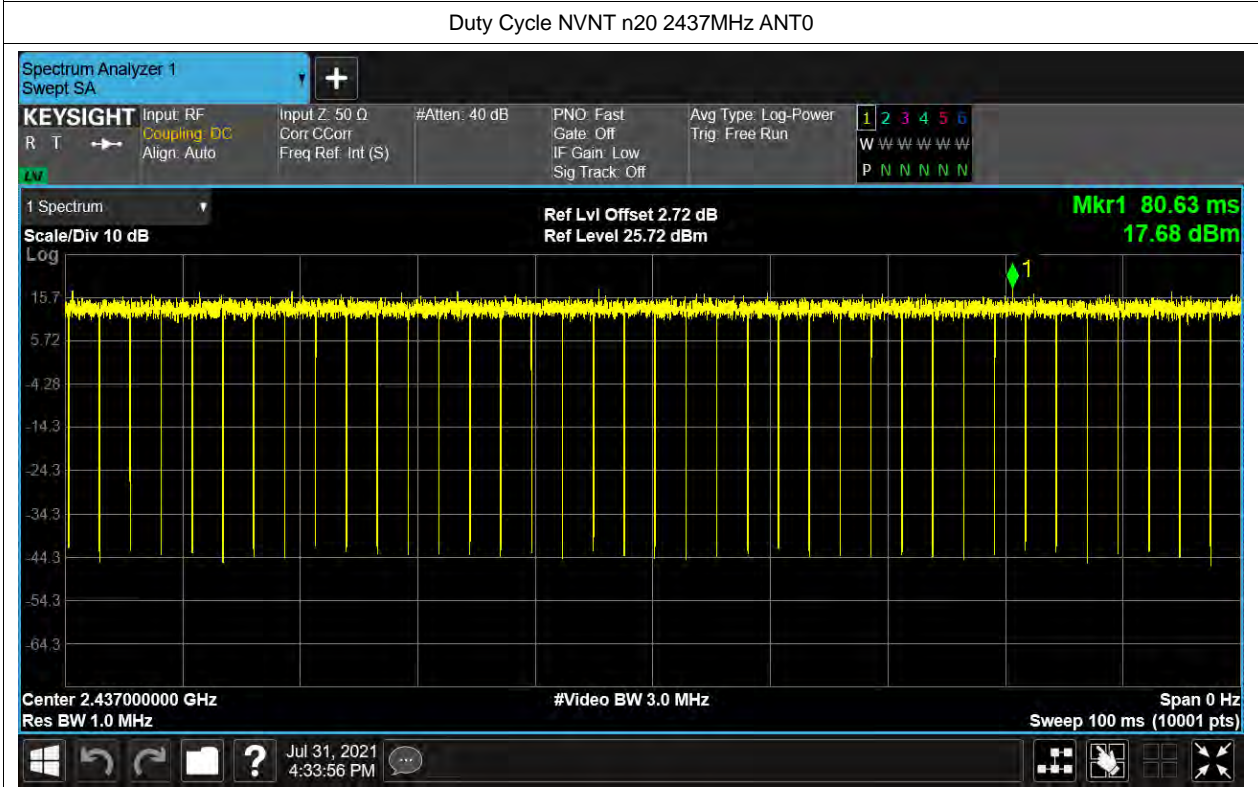 Duty Cycle NVNT n20 2437MHz ANT0
Spectrum Analyzer 1
Swept SA
+
KEYSIGHT
R T
LXI
Input: RF
Coupling: DC
Align: Auto
Input Z: 50 Ω
Corr CCorr
Freq Ref: Int (S)
#Atten: 40 dB
PNO: Fast
Gate: Off
IF Gain: Low
Sig Track: Off
Avg Type: Log-Power
Trig: Free Run
1 2 3 4 5 6
W W W W W W
P N N N N N
1 Spectrum
Scale/Div 10 dB
Ref Lvl Offset 2.72 dB
Ref Level 25.72 dBm
Mkr1 80.63 ms
17.68 dBm
Log
1
15.7
5.72
-4.28
-14.3
-24.3
-34.3
-44.3
-54.3
-64.3
Center 2.437000000 GHz
Res BW 1.0 MHz
#Video BW 3.0 MHz
Span 0 Hz
Sweep 100 ms (10001 pts)
?
Jul 31, 2021
4:33:56 PM